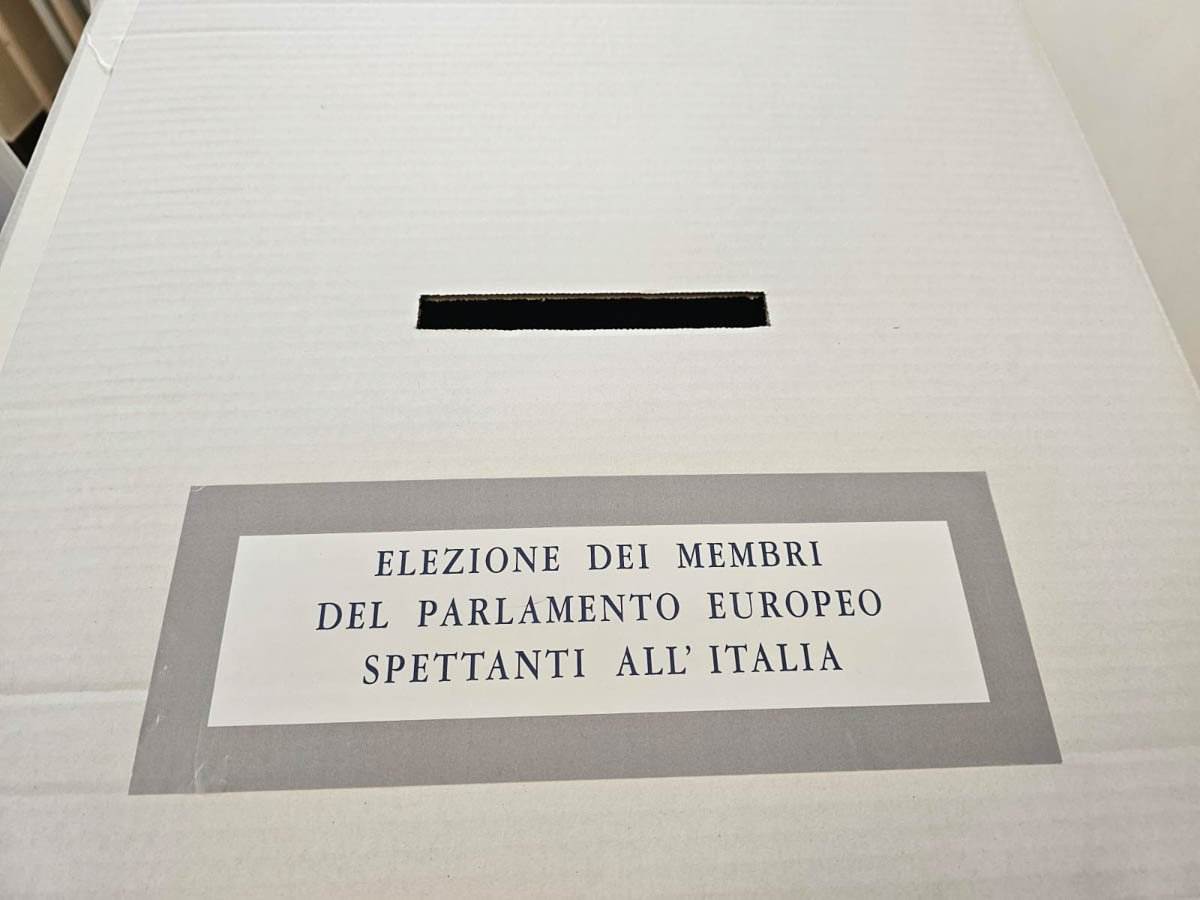 ELEZIONE DEI MEMBRI
DEL PARLAMENTO EUROPEO
SPETTANTI ALL' ITALIA